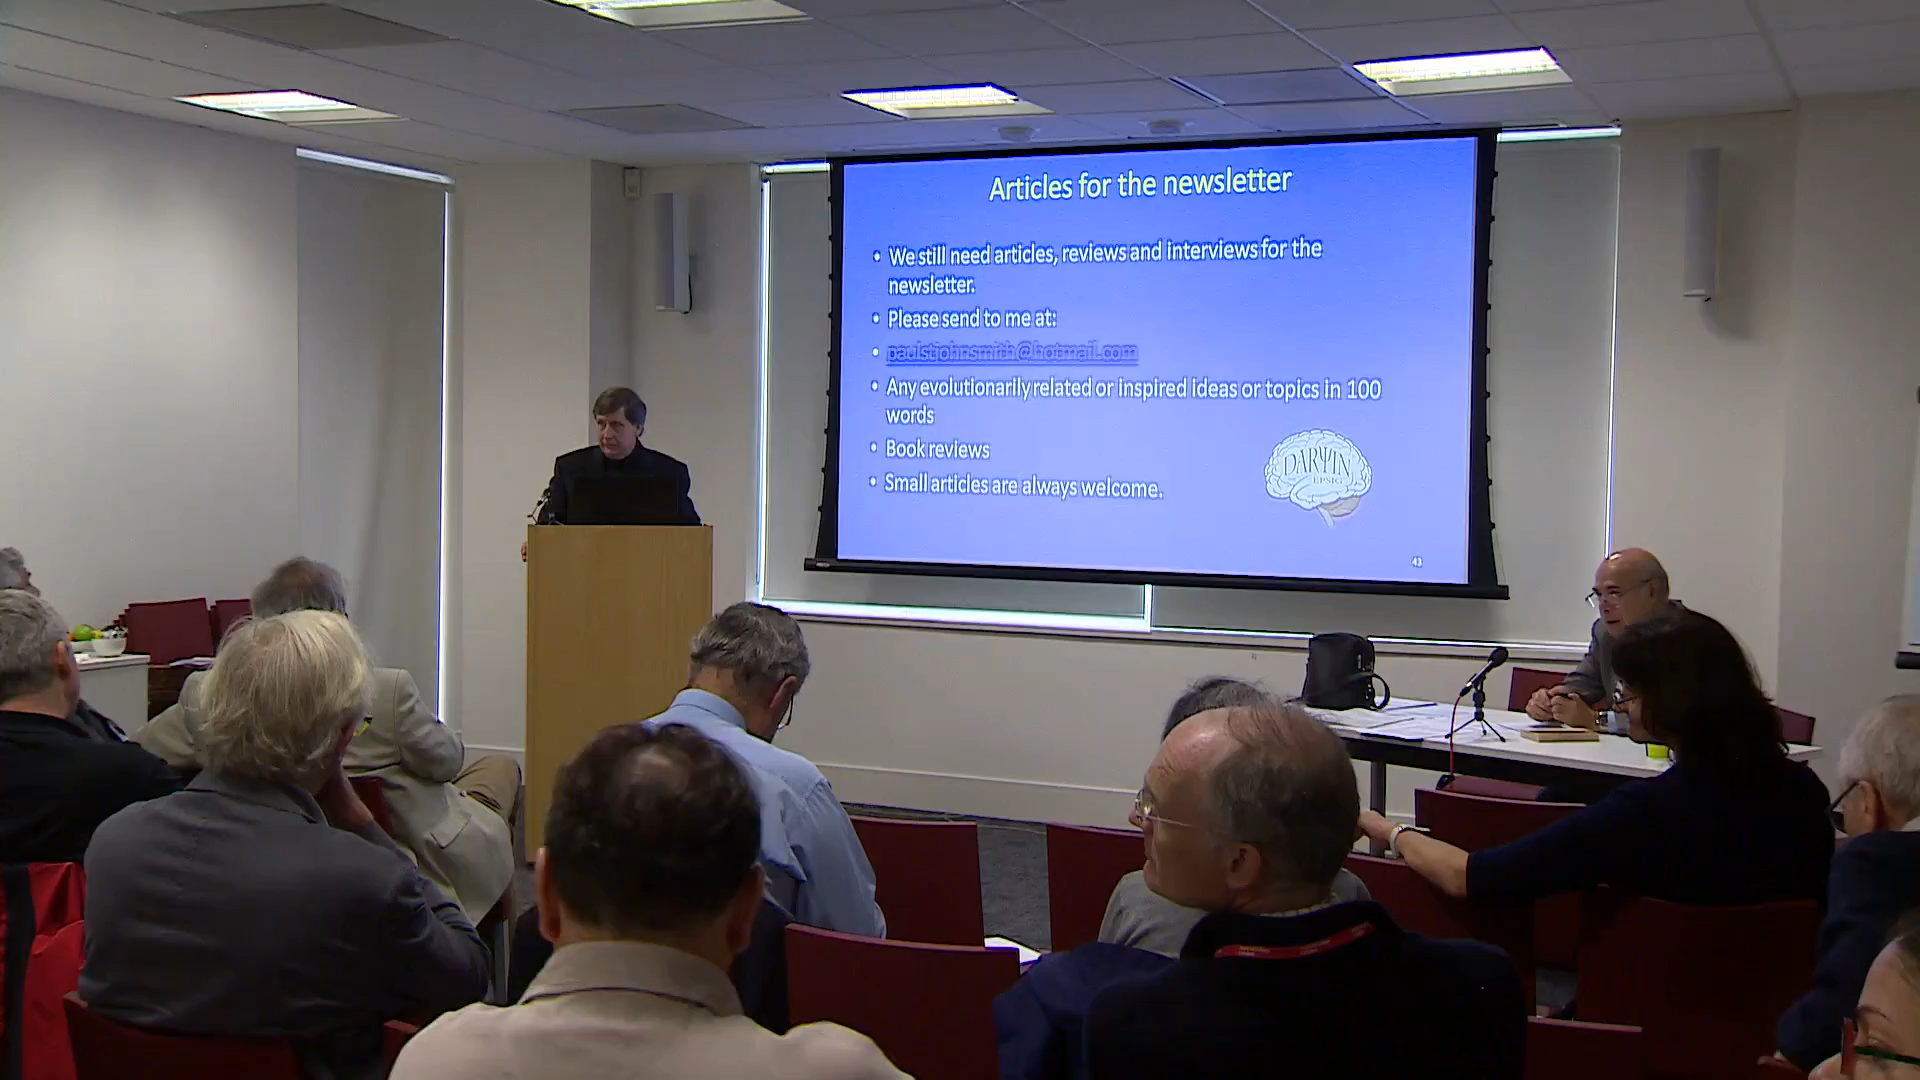 Articles for the newsletter
• We still need articles, reviews and interviews for the
newsletter.
• Please send to me at:
• paulstjohnsmith@hotmail.com
• Any evolutionarily related or inspired ideas or topics in 100
words
• Book reviews
• Small articles are always welcome.
DARΨIN
EPSIG
43